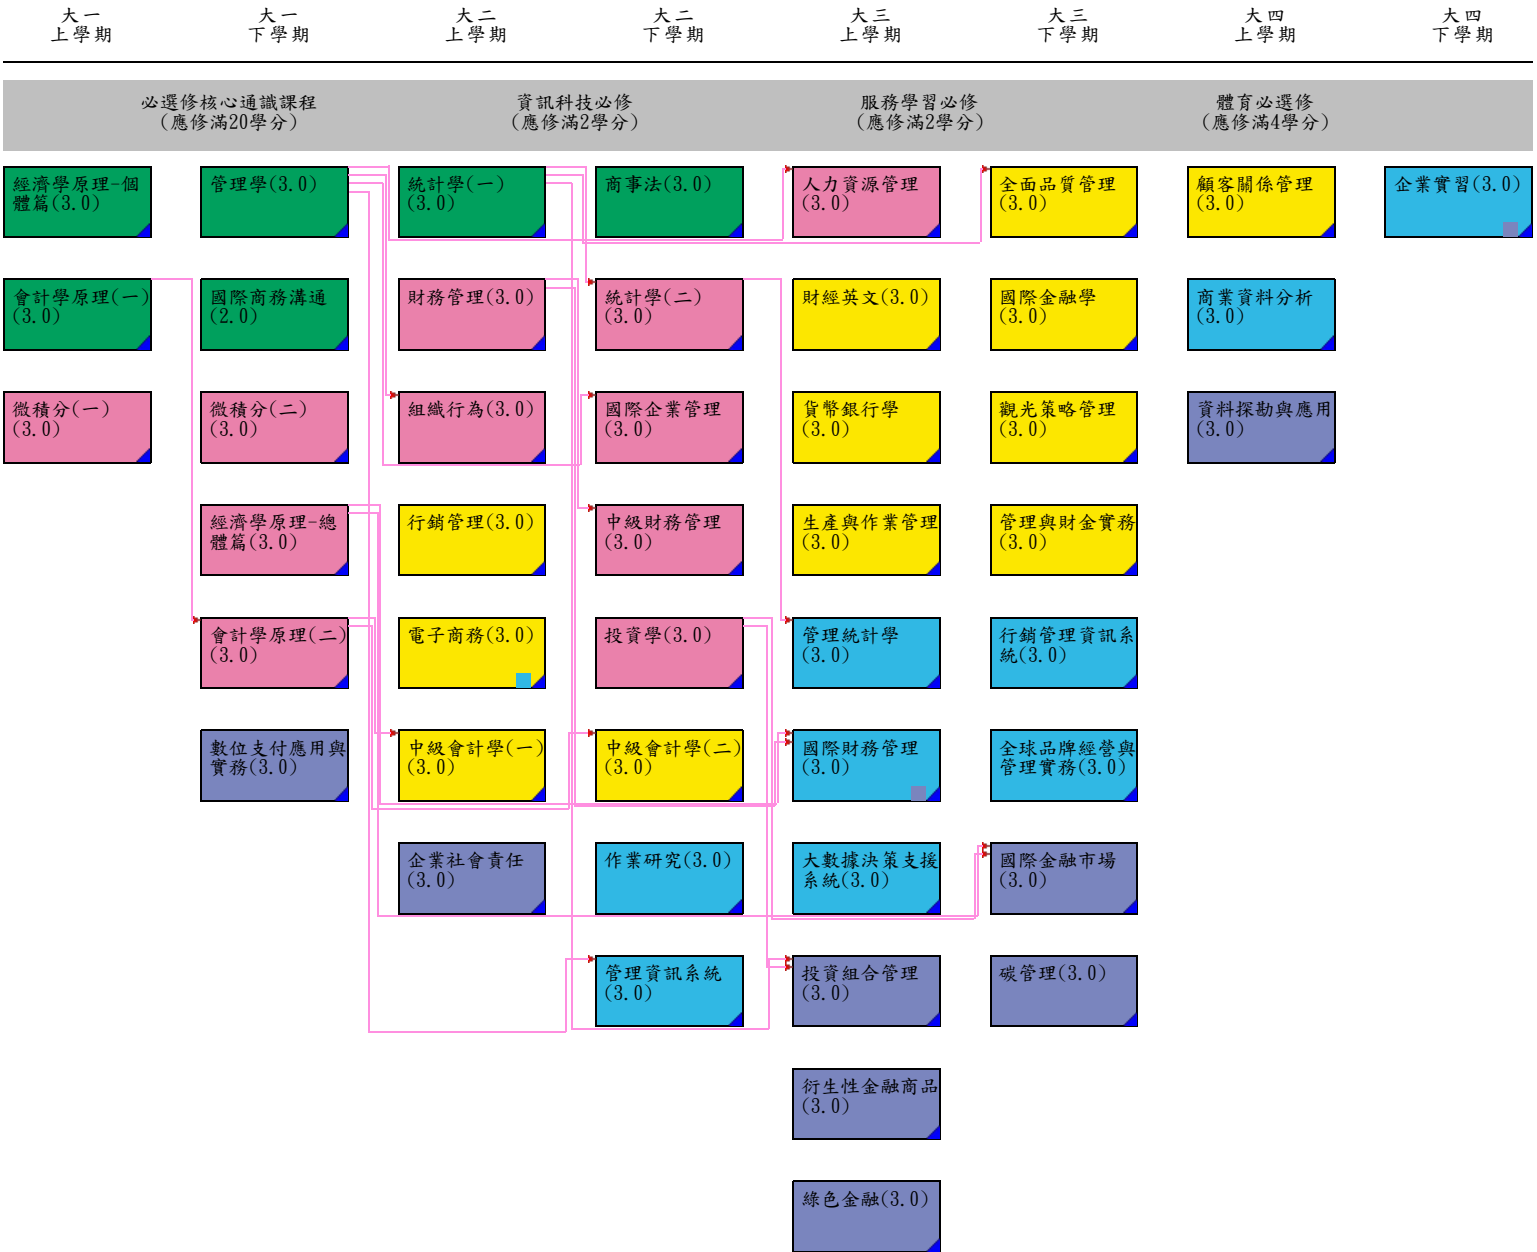 大一
上學期
大一
下學期
大二
上學期
大二
下學期
大三
上學期
大三
下學期
大四
上學期
大四
下學期
必選修核心通識課程
(應修滿20學分)
資訊科技必修
(應修滿2學分)
服務學習必修
(應修滿2學分)
體育必選修
(應修滿4學分)
經濟學原理-個
體篇(3.0)
管理學(3.0)
統計學(一)
(3.0)
商事法(3.0)
人力資源管理
(3.0)
全面品質管理
(3.0)
顧客關係管理
(3.0)
企業實習(3.0)
會計學原理(一)
(3.0)
國際商務溝通
(2.0)
財務管理(3.0)
統計學(二)
(3.0)
財經英文(3.0)
國際金融學
(3.0)
商業資料分析
(3.0)
微積分(一)
(3.0)
微積分(二)
(3.0)
組織行為(3.0)
國際企業管理
(3.0)
貨幣銀行學
(3.0)
觀光策略管理
(3.0)
資料探勘與應用
(3.0)
經濟學原理-總
體篇(3.0)
行銷管理(3.0)
中級財務管理
(3.0)
生產與作業管理
(3.0)
管理與財金實務
(3.0)
會計學原理(二)
(3.0)
電子商務(3.0)
投資學(3.0)
管理統計學
(3.0)
行銷管理資訊系
統(3.0)
數位支付應用與
實務(3.0)
中級會計學(一)
(3.0)
中級會計學(二)
(3.0)
國際財務管理
(3.0)
全球品牌經營與
管理實務(3.0)
企業社會責任
(3.0)
作業研究(3.0)
大數據決策支援
系統(3.0)
國際金融市場
(3.0)
管理資訊系統
(3.0)
投資組合管理
(3.0)
碳管理(3.0)
衍生性金融商品
(3.0)
綠色金融(3.0)